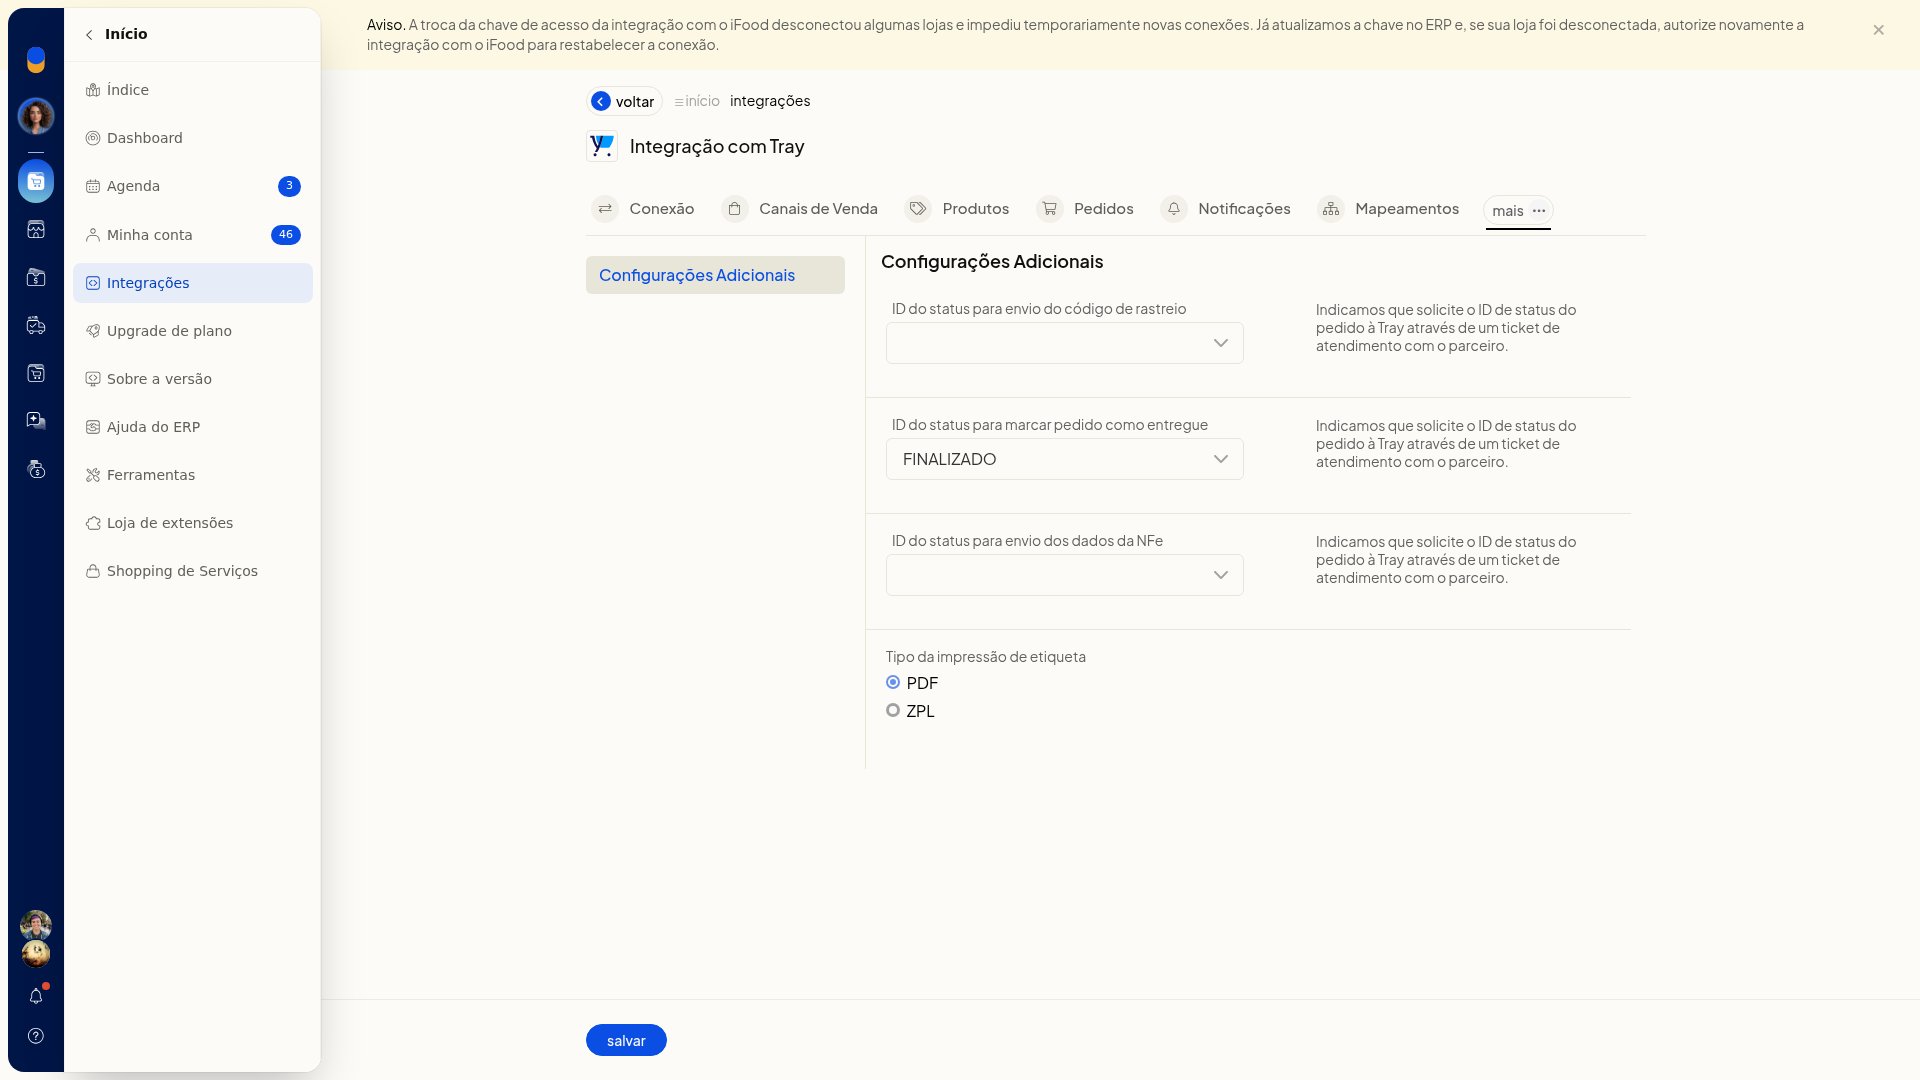 Início
Índice
Dashboard
Agenda
3
Minha conta
46
Integrações
Upgrade de plano
Sobre a versão
Ajuda do ERP
Ferramentas
Loja de extensões
Shopping de Serviços
Aviso. A troca da chave de acesso da integração com o iFood desconectou algumas lojas e impediu temporariamente novas conexões. Já atualizamos a chave no ERP e, se sua loja foi desconectada, autorize novamente a
integração com o iFood para restabelecer a conexão.
voltar
início
integrações
Integração com Tray
Conexão
Canais de Venda
Produtos
Pedidos
Notificações
Mapeamentos
mais
Configurações Adicionais
Configurações Adicionais
ID do status para envio do código de rastreio
Indicamos que solicite o ID de status do
pedido à Tray através de um ticket de
atendimento com o parceiro.
ID do status para marcar pedido como entregue
FINALIZADO
Indicamos que solicite o ID de status do
pedido à Tray através de um ticket de
atendimento com o parceiro.
ID do status para envio dos dados da NFe
Indicamos que solicite o ID de status do
pedido à Tray através de um ticket de
atendimento com o parceiro.
Tipo da impressão de etiqueta
PDF
ZPL
salvar